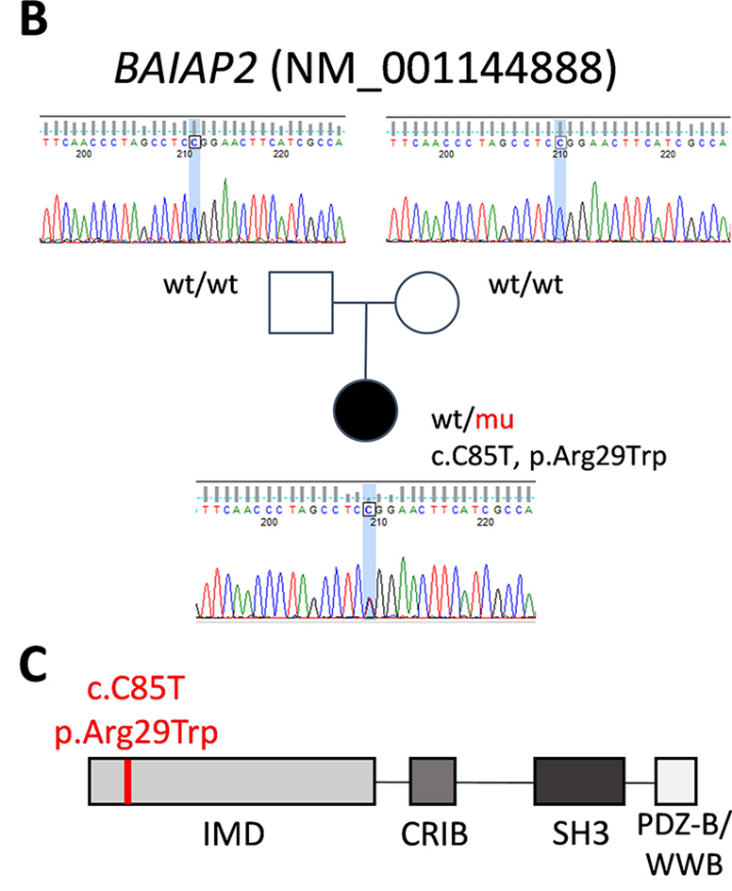 B
BAIAP2 (NM_001144888)
TTCAACCCTAGCCTCCGGAACTTCATCGCCA
200 210 220
TTCAACCCTAGCCTCCGGAACTTCATCGCCA
200 210 220
wt/wt
wt/wt
wt/mu
c.C85T, p.Arg29Trp
TTCAACCCTAGCCTCCGGAACTTCATCGCCA
200 210 220
C
c.C85T
p.Arg29Trp
IMD
CRIB
SH3
PDZ-B/
WWB